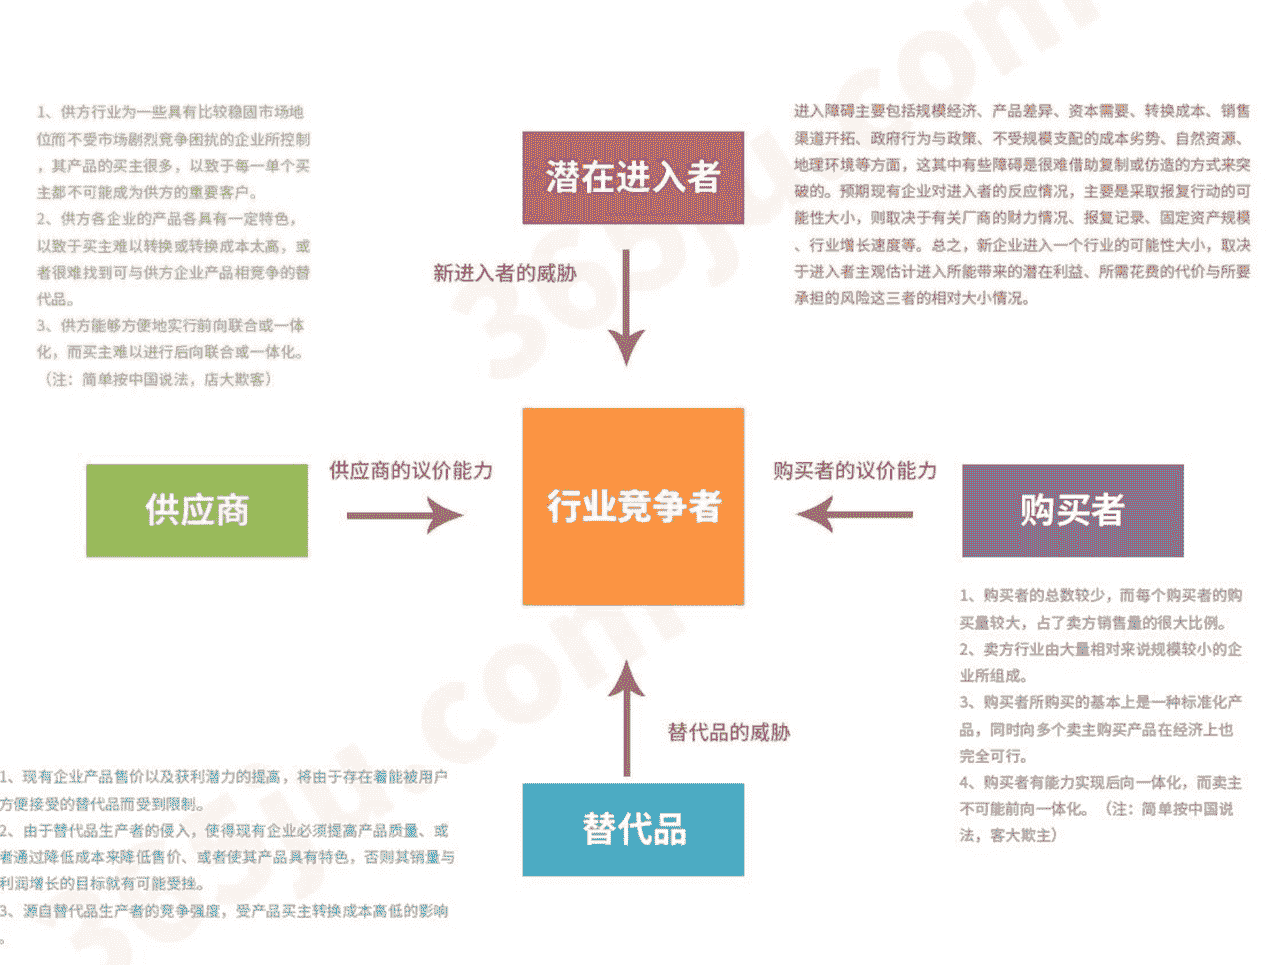 1、供方行业为一些具有比较稳固市场地
位而不受市场剧烈竞争困扰的企业所控制
，其产品的买主很多，以致于每一单个买
主都不可能成为供方的重要客户。
2、供方各企业的产品各具有一定特色，
以致于买主难以转换或转换成本太高，或
者很难找到可与供方企业产品相竞争的替
代品。
3、供方能够方便地实行前向联合或一体
化，而买主难以进行后向联合或一体化。
（注：简单按中国说法，店大欺客）
潜在进入者
新进入者的威胁
进入障碍主要包括规模经济、产品差异、资本需要、转换成本、销售
渠道开拓、政府行为与政策、不受规模支配的成本劣势、自然资源、
地理环境等方面，这其中有些障碍是很难借助复制或仿造的方式来突
破的。预期现有企业对进入者的反应情况，主要是采取报复行动的可
能性大小，则取决于有关厂商的财力情况、报复记录、固定资产规模
、行业增长速度等。总之，新企业进入一个行业的可能性大小，取决
于进入者主观估计进入所能带来的潜在利益、所需花费的代价与所要
承担的风险这三者的相对大小情况。
供应商
供应商的议价能力
行业竞争者
购买者的议价能力
购买者
1、购买者的总数较少，而每个购买者的购
买量较大，占了卖方销售量的很大比例。
2、卖方行业由大量相对来说规模较小的企
业所组成。
3、购买者所购买的基本上是一种标准化产
品，同时向多个卖主购买产品在经济上也
完全可行。
4、购买者有能力实现后向一体化，而卖主
不可能前向一体化。（注：简单按中国说
法，客大欺主）
替代品的威胁
替代品
1、现有企业产品售价以及获利潜力的提高，将由于存在着能被用户
方便接受的替代品而受到限制。
2、由于替代品生产者的侵入，使得现有企业必须提高产品质量、或
者通过降低成本来降低售价、或者使其产品具有特色，否则其销量与
利润增长的目标就有可能受挫。
3、源自替代品生产者的竞争强度，受产品买主转换成本高低的影响
。
365ju.com
365ju.com